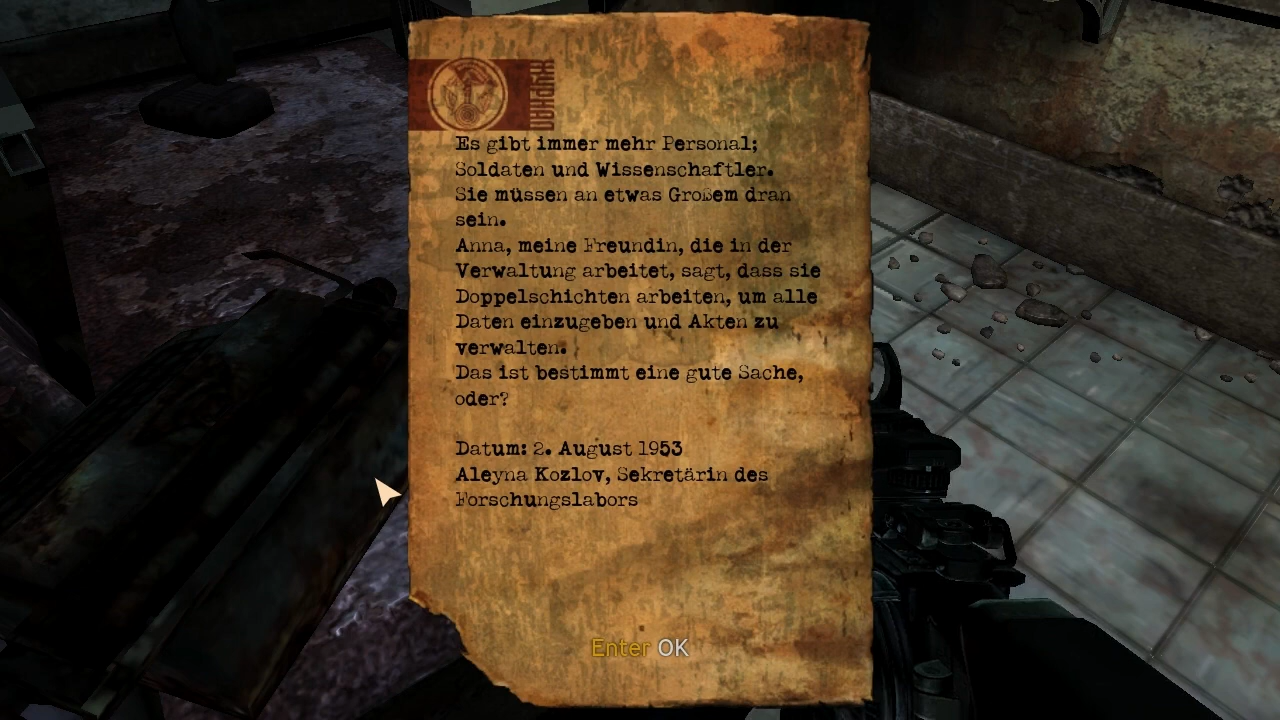 Es gibt immer mehr Personal;
Soldaten und Wissenschaftler.
Sie müssen an etwas Großem dran
sein.
Anna, meine Freundin, die in der
Verwaltung arbeitet, sagt, dass sie
Doppelschichten arbeiten, um alle
Daten einzugeben und Akten zu
verwalten.
Das ist bestimmt eine gute Sache,
oder?
Datum: 2. August 1953
Aleyna Kozlov, Sekretärin des
Forschungslabors
Enter OK